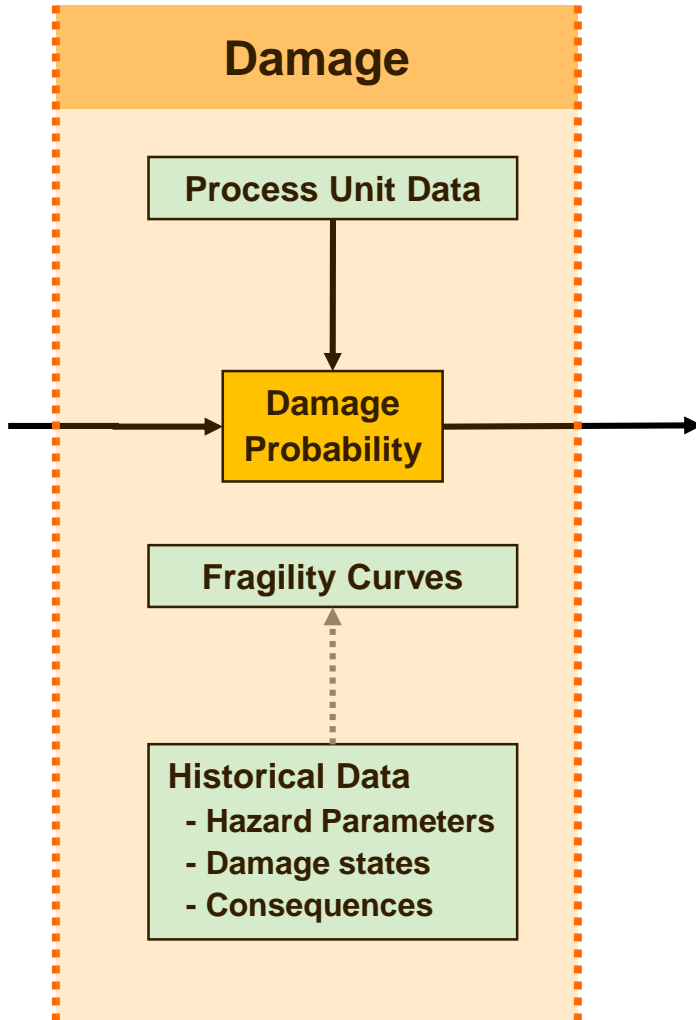 Damage
Process Unit Data
Damage
Probability
Fragility Curves
Historical Data
- Hazard Parameters
- Damage states
- Consequences